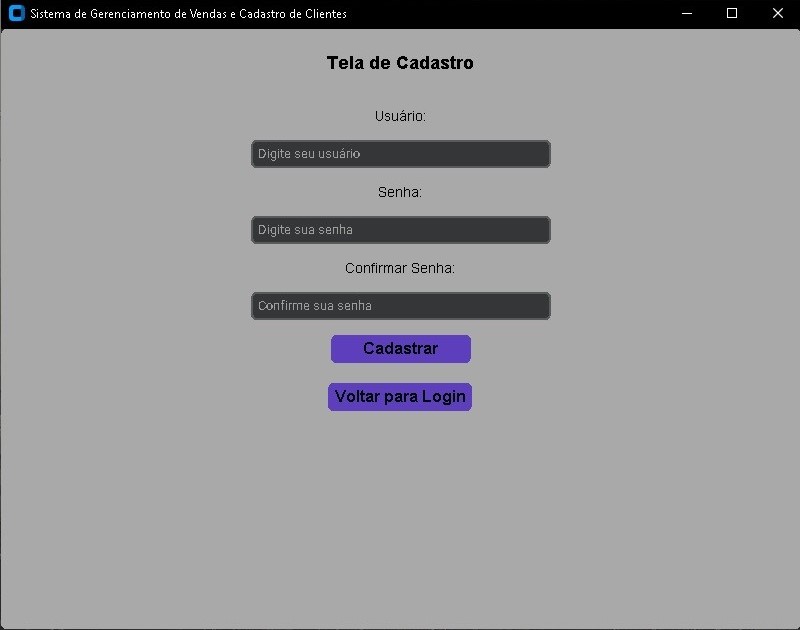 Sistema de Gerenciamento de Vendas e Cadastro de Clientes
Tela de Cadastro
Usuário:
Digite seu usuário
Senha:
Digite sua senha
Confirmar Senha:
Confirme sua senha
Cadastrar
Voltar para Login